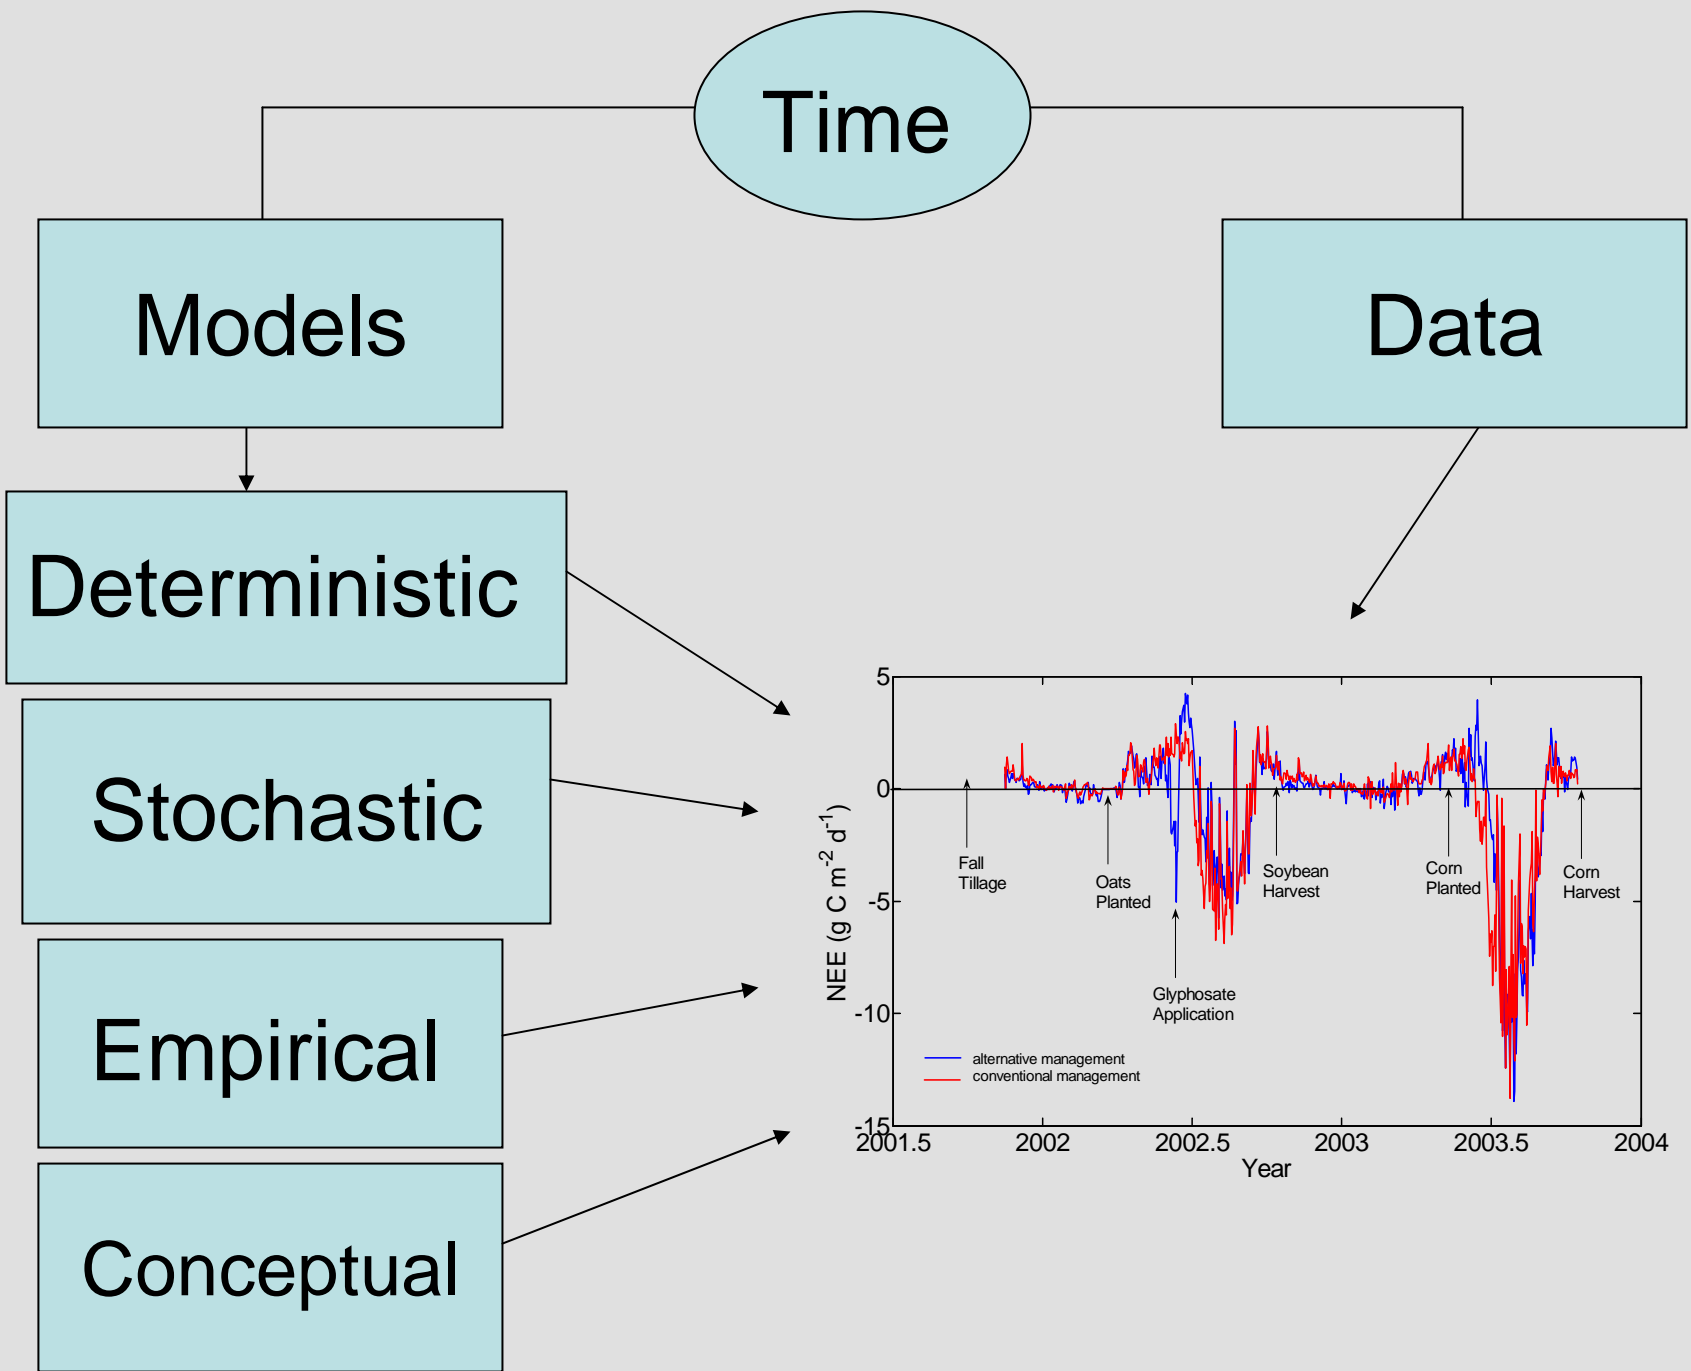 Time
Models
Data
Deterministic
Stochastic
Empirical
Conceptual
5
0
-5
-10
-15
NEE (g C m-2 d-1)
Fall
Tillage
Oats
Planted
Glyphosate
Application
Soybean
Harvest
Corn
Planted
Corn
Harvest
alternative management
conventional management
2001.5 2002 2002.5 2003 2003.5 2004
Year